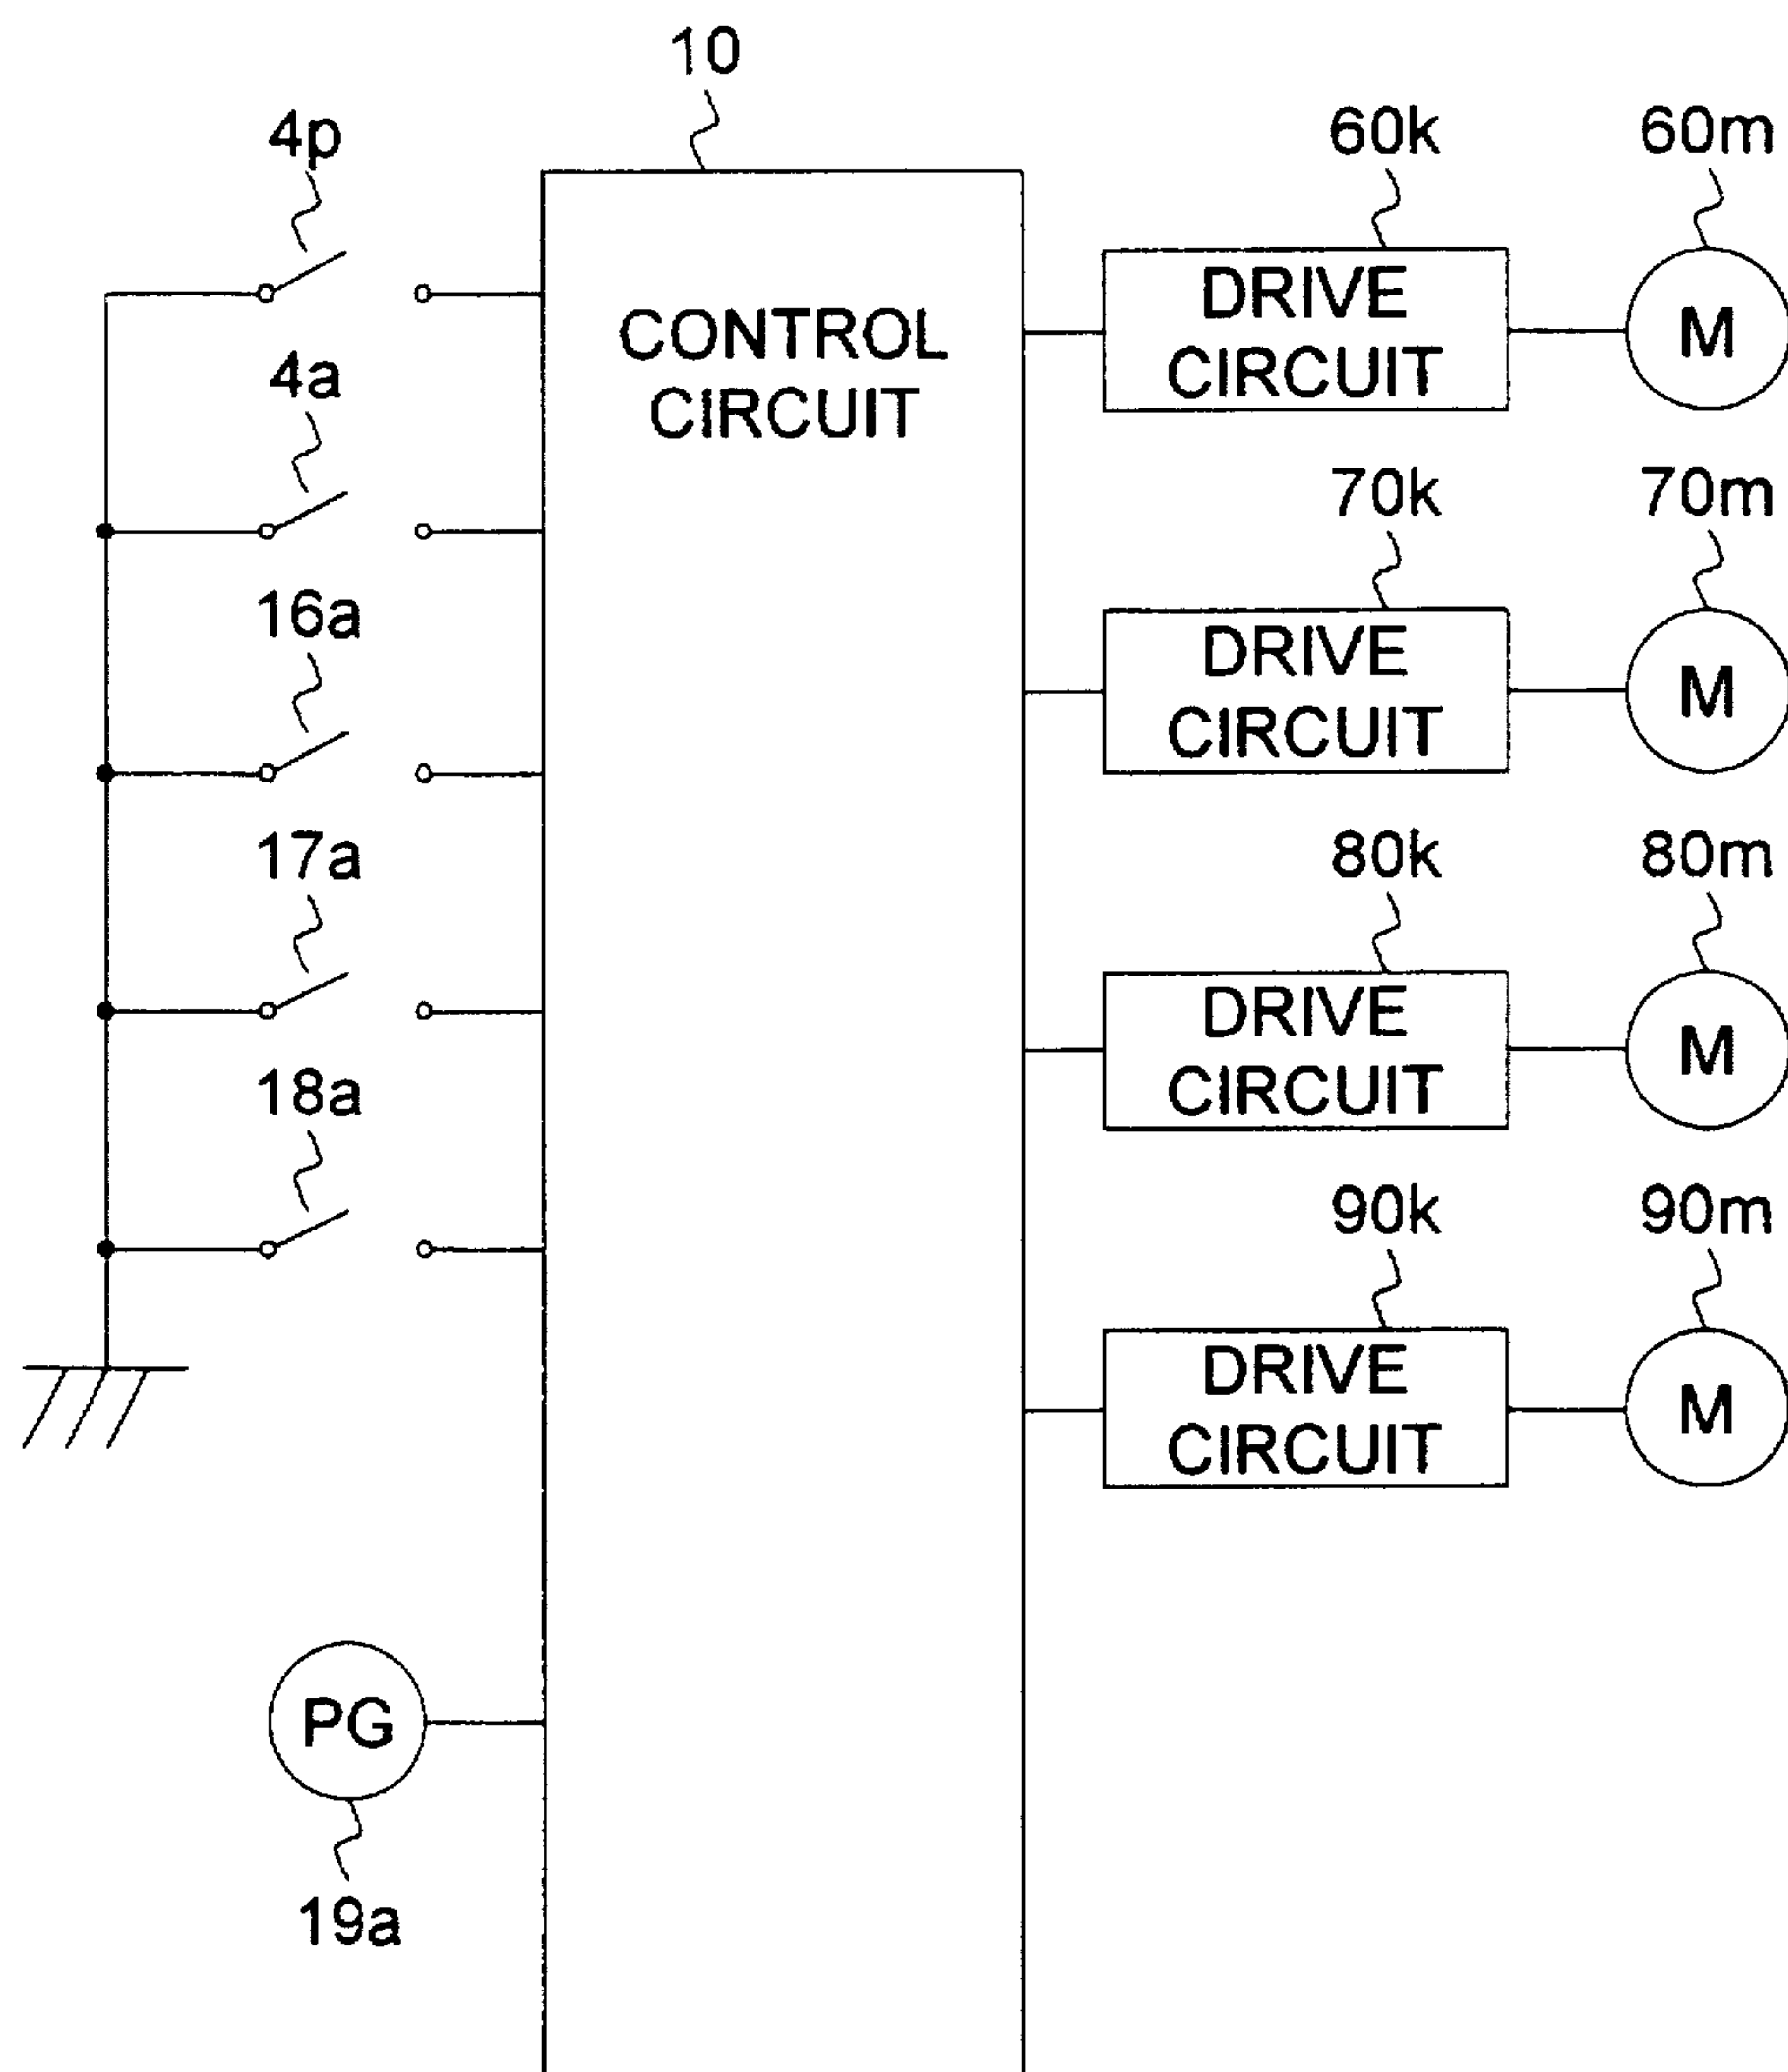 10
4p
60k
60m
CONTROL
CIRCUIT
DRIVE
CIRCUIT
M
4a
70k
70m
16a
DRIVE
CIRCUIT
M
17a
80k
80m
18a
DRIVE
CIRCUIT
M
90k
90m
DRIVE
CIRCUIT
M
PG
19a